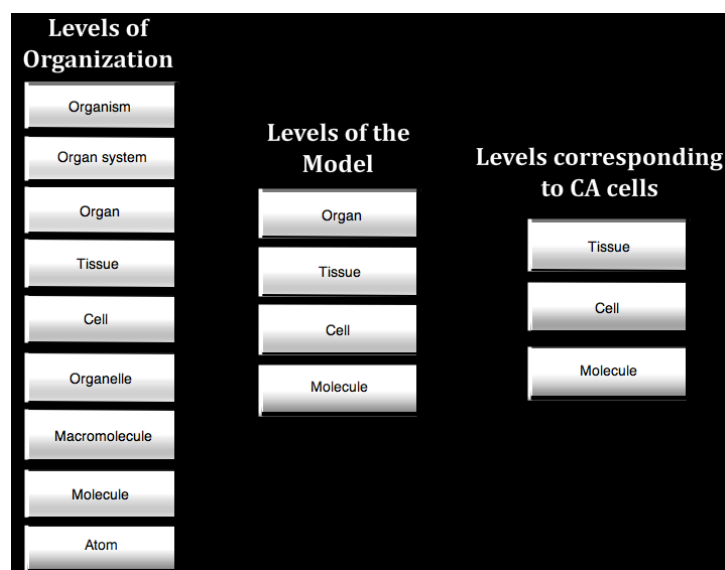 Levels of
Organization
Organism
Organ system
Organ
Tissue
Cell
Organelle
Macromolecule
Molecule
Atom
Levels of the
Model
Organ
Tissue
Cell
Molecule
Levels corresponding
to CA cells
Tissue
Cell
Molecule